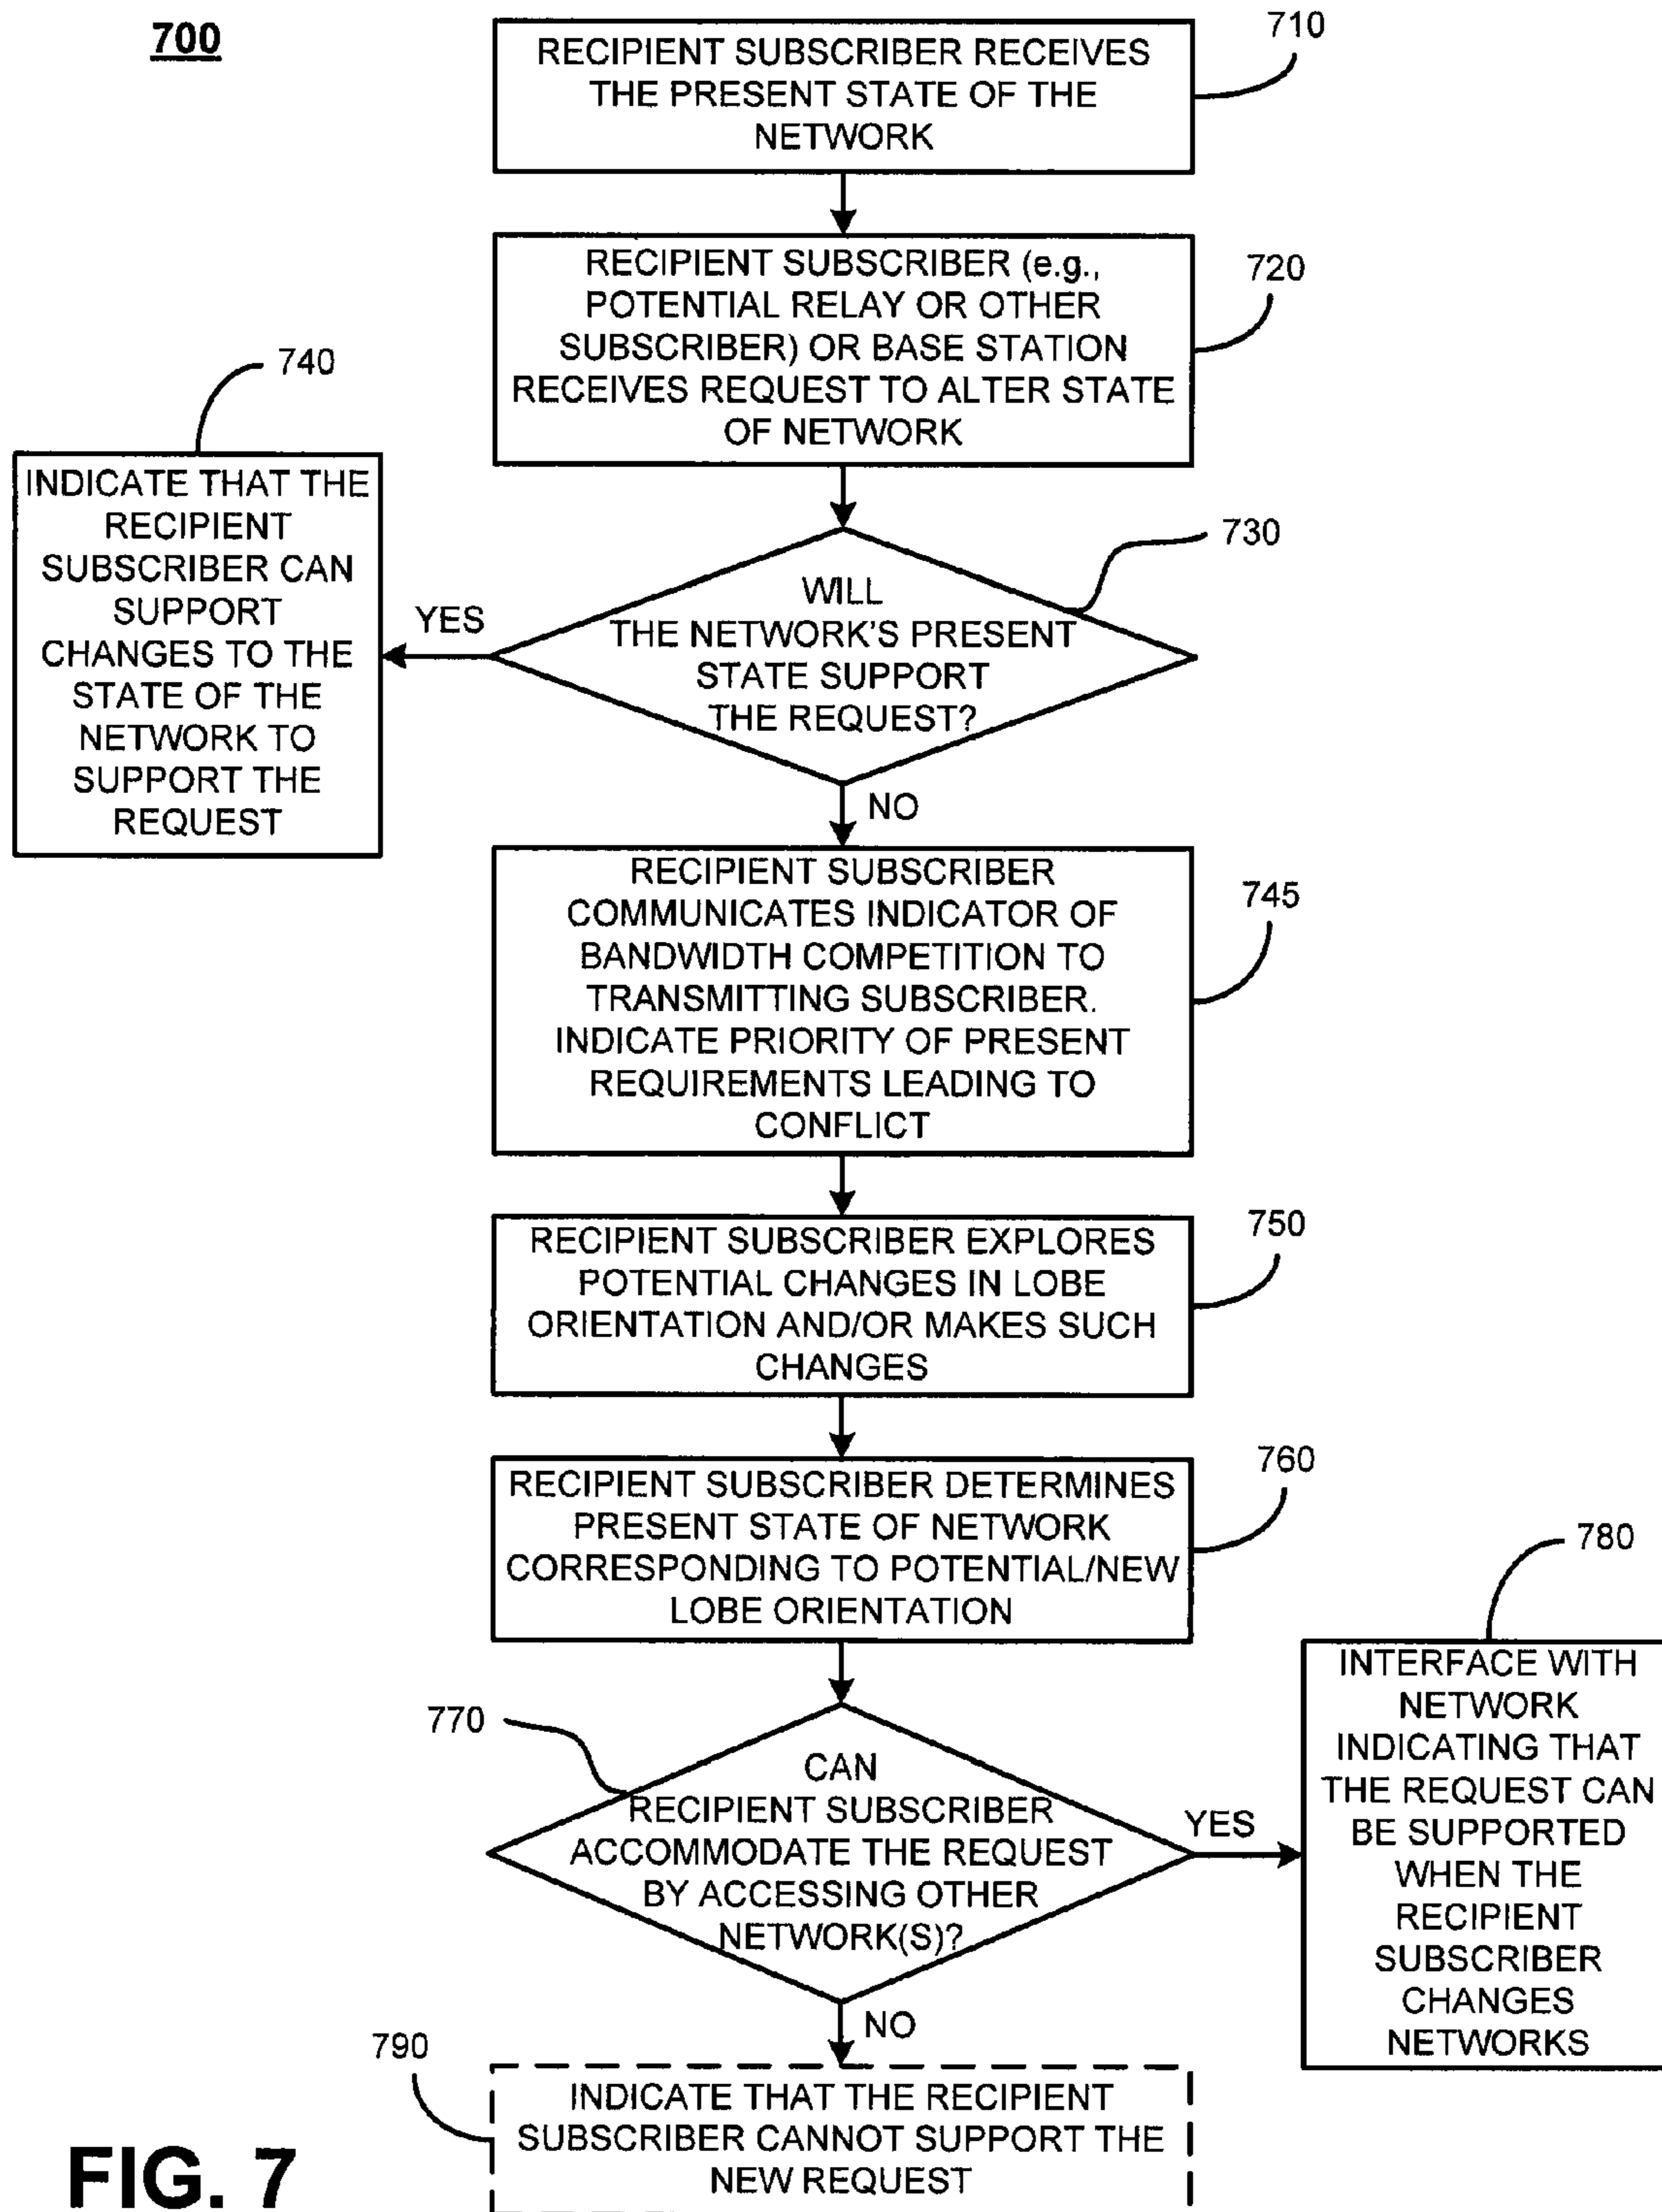 700
710
RECIPIENT SUBSCRIBER RECEIVES
THE PRESENT STATE OF THE
NETWORK
720
RECIPIENT SUBSCRIBER (e.g.,
POTENTIAL RELAY OR OTHER
SUBSCRIBER) OR BASE STATION
RECEIVES REQUEST TO ALTER STATE
OF NETWORK
730
WILL
THE NETWORK'S PRESENT
STATE SUPPORT
THE REQUEST?
YES
740
INDICATE THAT THE
RECIPIENT
SUBSCRIBER CAN
SUPPORT
CHANGES TO THE
STATE OF THE
NETWORK TO
SUPPORT THE
REQUEST
NO
745
RECIPIENT SUBSCRIBER
COMMUNICATES INDICATOR OF
BANDWIDTH COMPETITION TO
TRANSMITTING SUBSCRIBER.
INDICATE PRIORITY OF PRESENT
REQUIREMENTS LEADING TO
CONFLICT
750
RECIPIENT SUBSCRIBER EXPLORES
POTENTIAL CHANGES IN LOBE
ORIENTATION AND/OR MAKES SUCH
CHANGES
760
RECIPIENT SUBSCRIBER DETERMINES
PRESENT STATE OF NETWORK
CORRESPONDING TO POTENTIAL/NEW
LOBE ORIENTATION
770
CAN
RECIPIENT SUBSCRIBER
ACCOMMODATE THE REQUEST
BY ACCESSING OTHER
NETWORK(S)?
YES
780
INTERFACE WITH
NETWORK
INDICATING THAT
THE REQUEST CAN
BE SUPPORTED
WHEN THE
RECIPIENT
SUBSCRIBER
CHANGES
NETWORKS
NO
790
INDICATE THAT THE RECIPIENT
SUBSCRIBER CANNOT SUPPORT THE
NEW REQUEST
FIG. 7